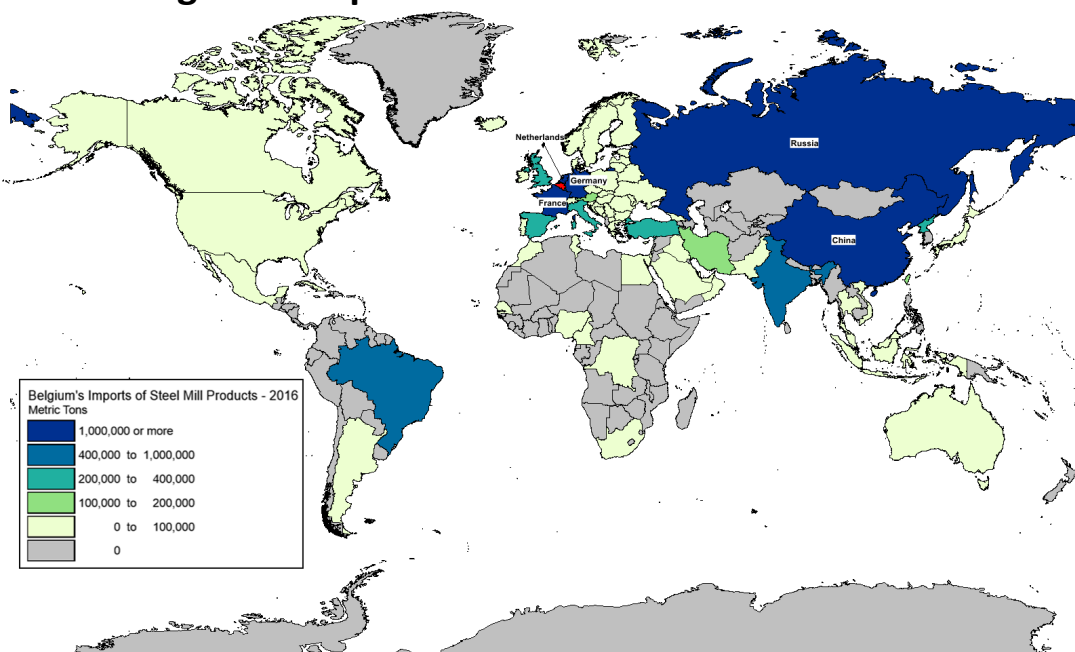 Netherlands
Germany
France
Russia
China
Belgium's Imports of Steel Mill Products - 2016
Metric Tons
1,000,000 or more
400,000 to 1,000,000
200,000 to 400,000
100,000 to 200,000
0 to 100,000
0